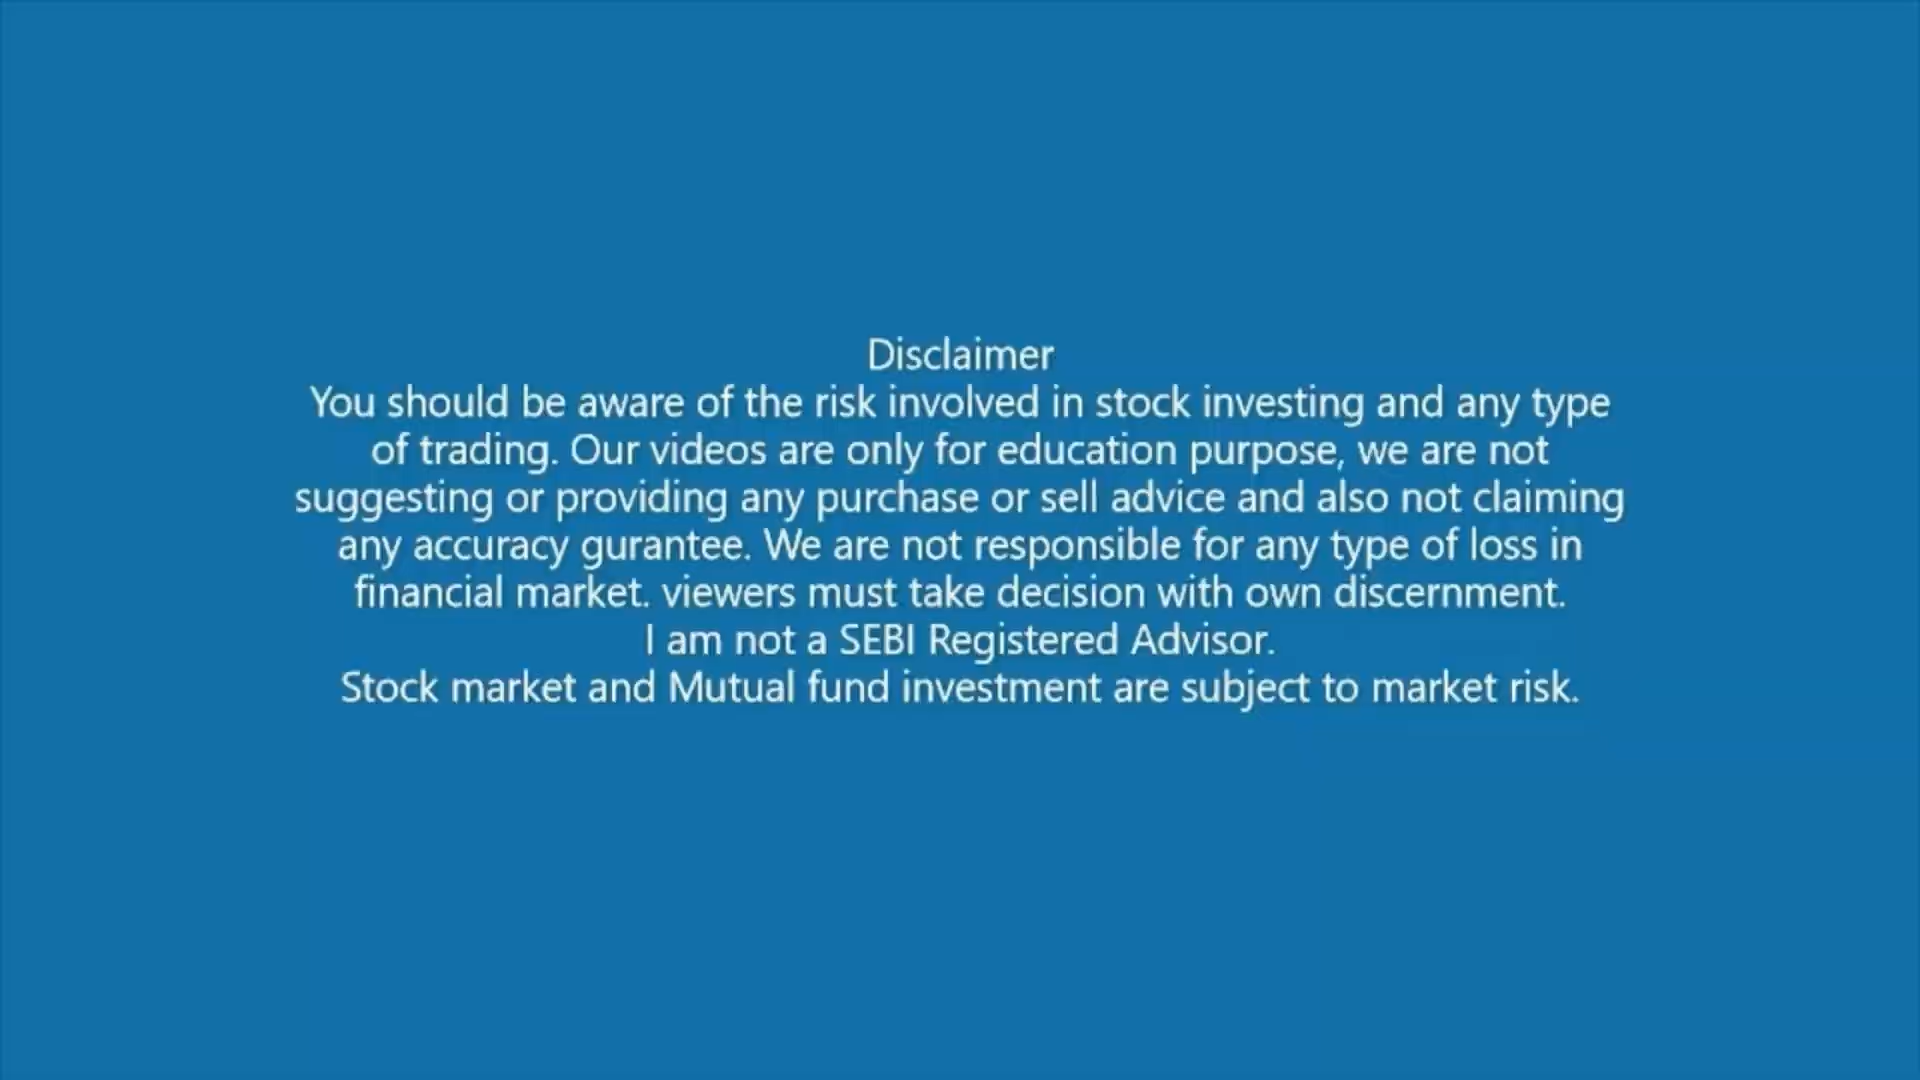 Disclaimer
You should be aware of the risk involved in stock investing and any type
of trading. Our videos are only for education purpose, we are not
suggesting or providing any purchase or sell advice and also not claiming
any accuracy gurantee. We are not responsible for any type of loss in
financial market. viewers must take decision with own discernment.
I am not a SEBI Registered Advisor.
Stock market and Mutual fund investment are subject to market risk.